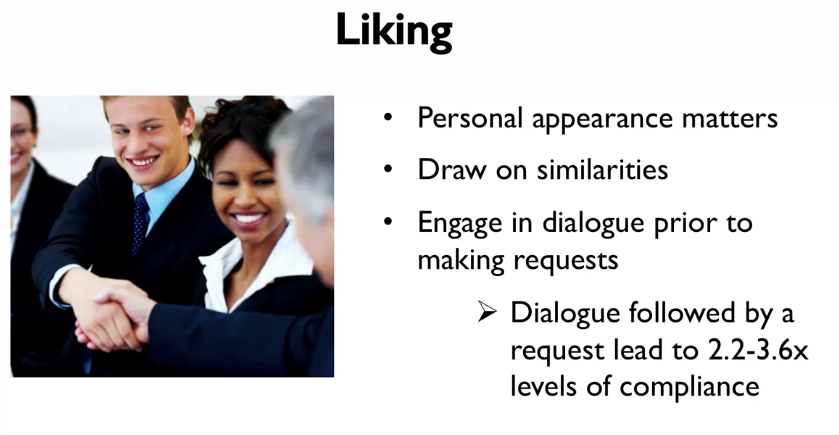 Liking
• Personal appearance matters
• Draw on similarities
• Engage in dialogue prior to
making requests
➢ Dialogue followed by a
request lead to 2.2-3.6x
levels of compliance